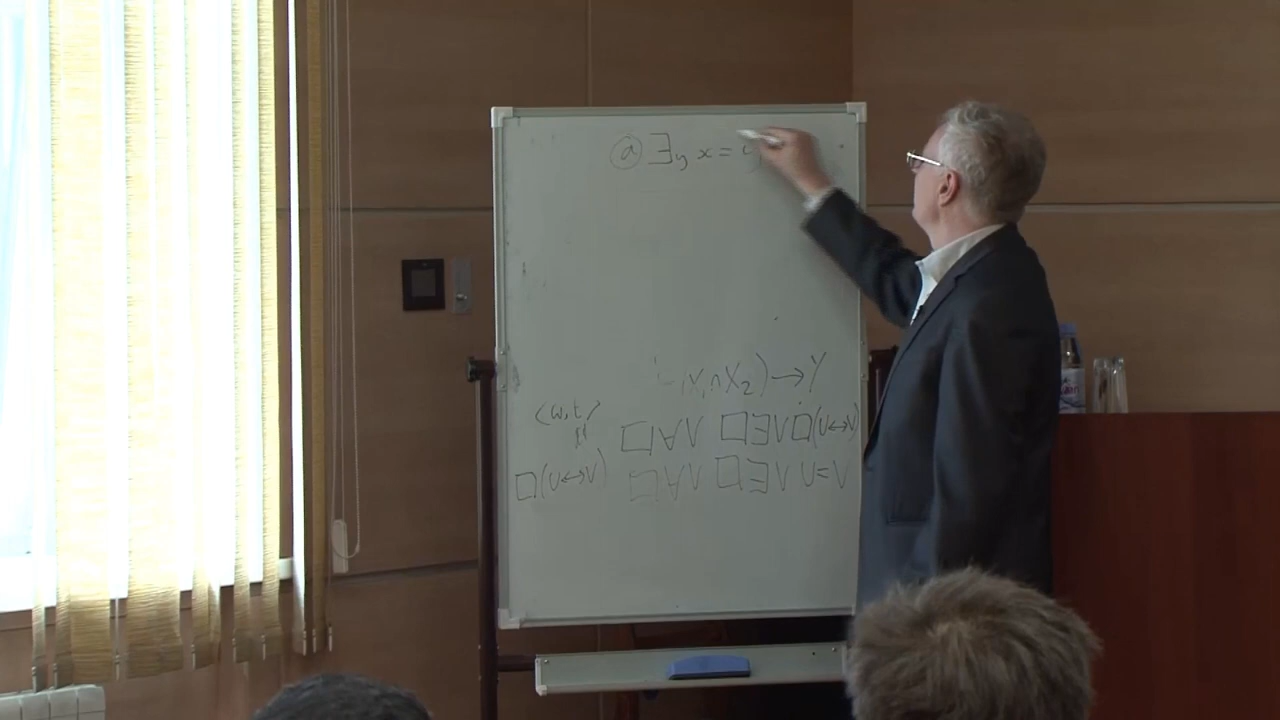 ⓐ ∃y x = y
(X₁ ∩ X₂) → Y
⟨w,t⟩
□∀V □∃V □(U↔V)
□(U↔V) □∀V □∃V U=V